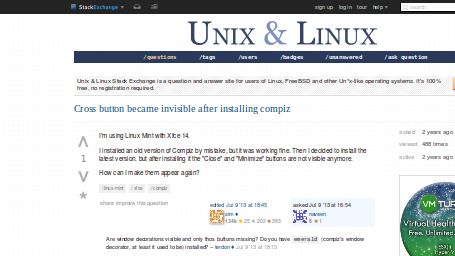 StackExchange
sign up log in tour help search
Unix & Linux
/questions /tags /users /badges /unanswered /ask question
Unix & Linux Stack Exchange is a question and answer site for users of Linux, FreeBSD and other Un*x-like operating systems. It's 100%
free, no registration required.
Cross button became invisible after installing compiz
I'm using Linux Mint with Xfce 14.
I installed an old version of Compiz by mistake, but it was working fine. Then I decided to install the
latest version, but after installing it the "Close" and "Minimize" buttons are not visible anymore.
How can I make them appear again?
1
/linux-mint /xfce /compiz
share improve this question
edited Jul 9 '13 at 18:45
slm ♦
asked Jul 9 '13 at 16:54
naveen
6 1
Are window decorations visible and only thos buttons missing? Do you have emerald (compiz's window
decorator, at least it used to be) installed? – terdon ♦ Jul 9 '13 at 18:13
asked 2 years ago
viewed 488 times
active 2 years ago
VM TUR
Virtual Health
Free. Unlimited.